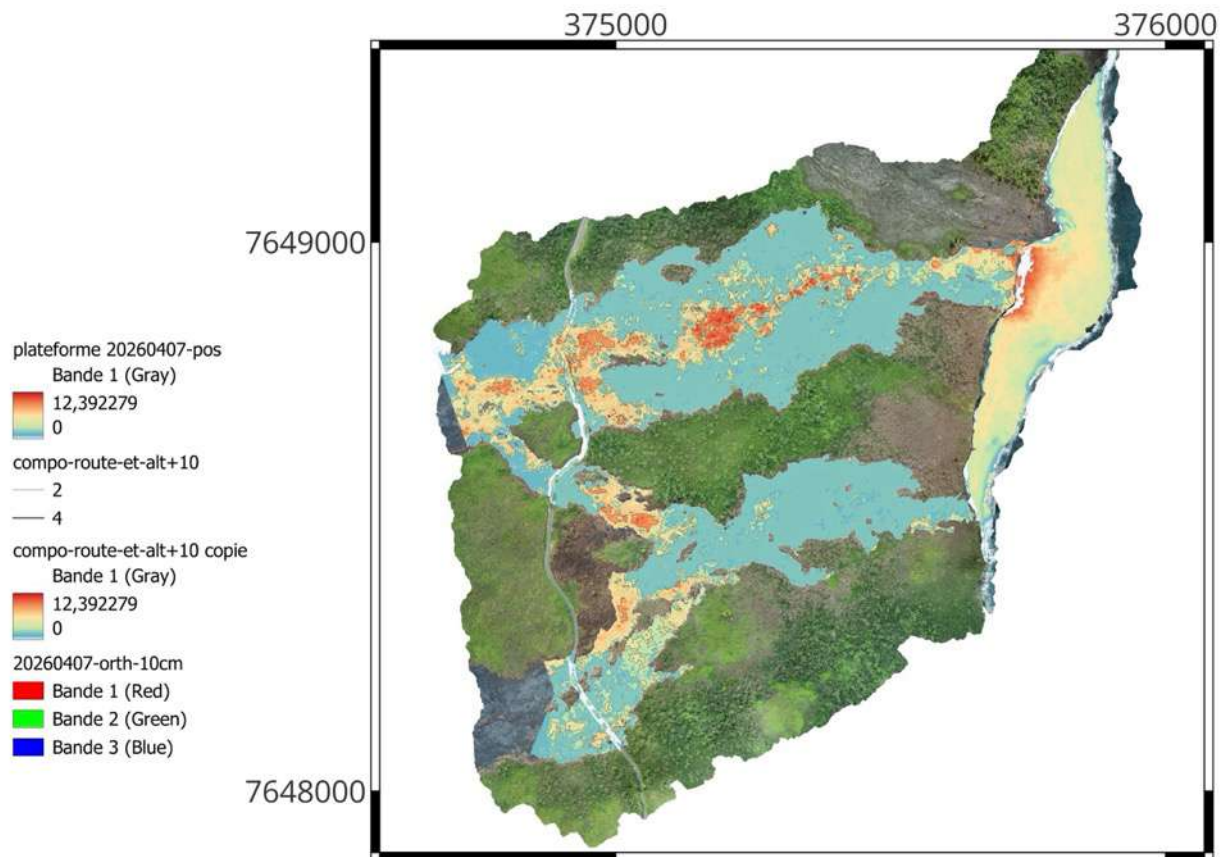 375000
376000
7649000
7648000
plateforme 20260407-pos
Bande 1 (Gray)
12,392279
0
compo-route-et-alt+10
2
4
compo-route-et-alt+10 copie
Bande 1 (Gray)
12,392279
0
20260407-orth-10cm
Bande 1 (Red)
Bande 2 (Green)
Bande 3 (Blue)